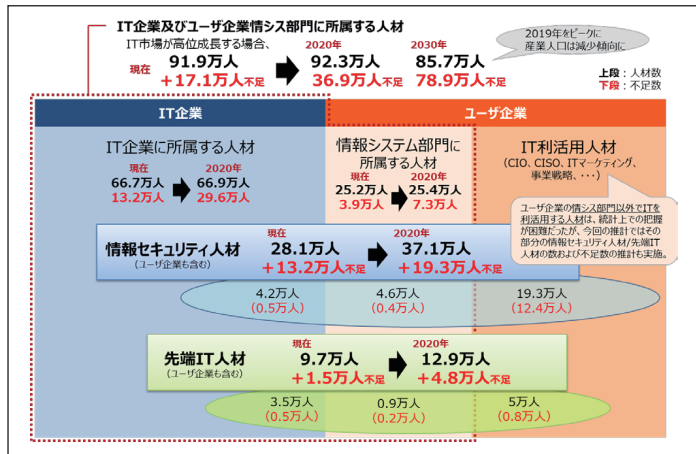 IT企業及びユーザ企業情シス部門に所属する人材
IT市場が高位成長する場合、
2020年
2030年
現在
91.9万人
92.3万人
85.7万人
+17.1万人不足
36.9万人不足
78.9万人不足
2019年をピークに
産業人口は減少傾向に
上段：人材数
下段：不足数
IT企業
ユーザ企業
IT企業に所属する人材
現在
2020年
66.7万人
66.9万人
13.2万人
29.6万人
情報システム部門に
所属する人材
現在
2020年
25.2万人
25.4万人
3.9万人
7.3万人
IT利活用人材
(CIO、CISO、ITマーケティング、
事業戦略、・・・)
ユーザ企業の情シス部門以外でITを
利活用する人材は、統計上での把握
が困難だったが、今回の推計ではその
部分の情報セキュリティ人材/先端IT
人材の数および不足数の推計も実施。
情報セキュリティ人材
(ユーザ企業も含む)
現在
2020年
28.1万人
37.1万人
+13.2万人不足
+19.3万人不足
4.2万人
4.6万人
19.3万人
(0.5万人)
(0.4万人)
(12.4万人)
先端IT人材
(ユーザ企業も含む)
現在
2020年
9.7万人
12.9万人
+1.5万人不足
+4.8万人不足
3.5万人
0.9万人
5万人
(0.5万人)
(0.2万人)
(0.8万人)